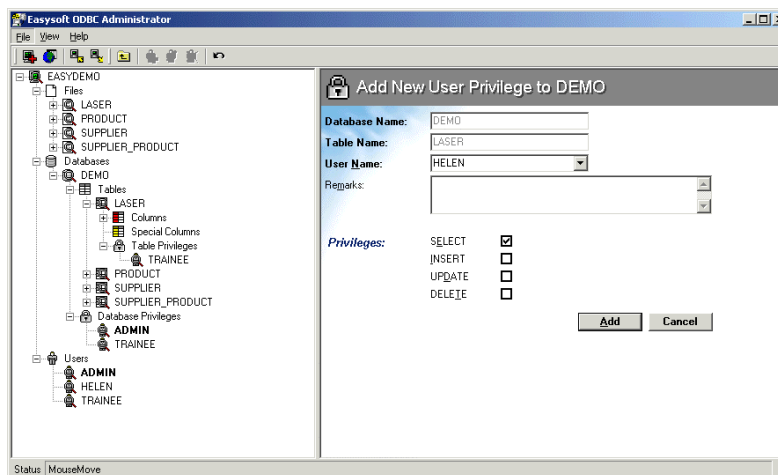 Easysoft ODBC Administrator
File View Help
EASYDEMO
Files
LASER
PRODUCT
SUPPLIER
SUPPLIER_PRODUCT
Databases
DEMO
Tables
LASER
Columns
Special Columns
Table Privileges
TRAINEE
PRODUCT
SUPPLIER
SUPPLIER_PRODUCT
Database Privileges
ADMIN
TRAINEE
Users
ADMIN
HELEN
TRAINEE
Add New User Privilege to DEMO
Database Name: DEMO
Table Name: LASER
User Name: HELEN
Remarks:
Privileges: SELECT
INSERT
UPDATE
DELETE
Add Cancel
Status MouseMove